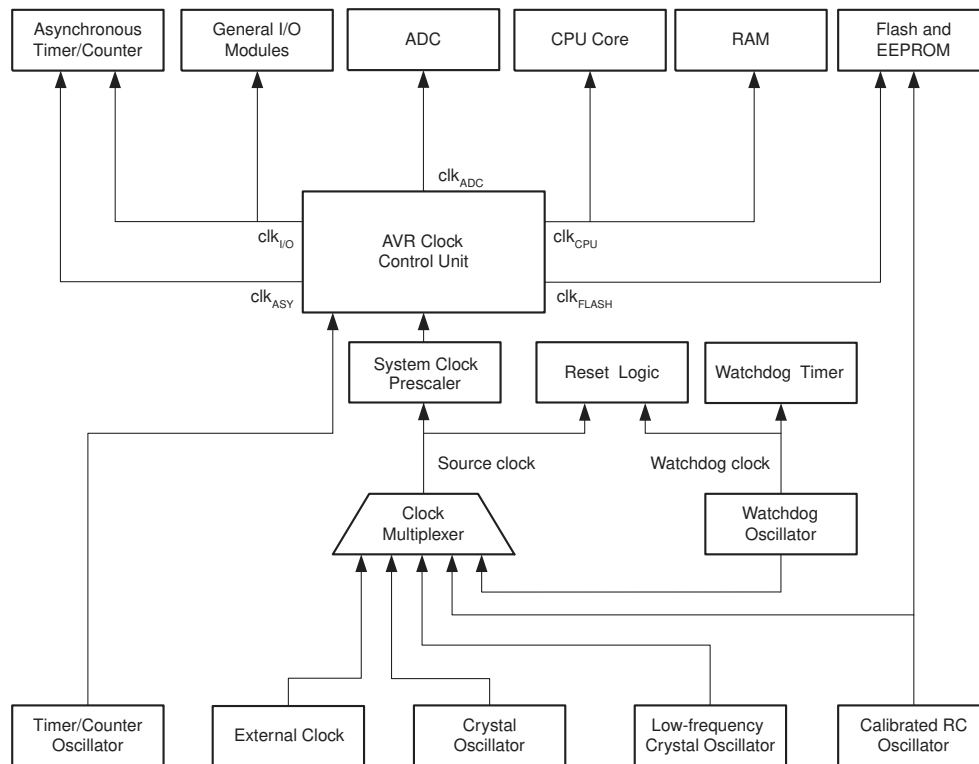 Asynchronous
Timer/Counter
General I/O
Modules
ADC
CPU Core
RAM
Flash and
EEPROM
clkADC
clkI/O
AVR Clock
Control Unit
clkCPU
clkASY
clkFLASH
System Clock
Prescaler
Reset Logic
Watchdog Timer
Source clock
Watchdog clock
Clock
Multiplexer
Watchdog
Oscillator
Timer/Counter
Oscillator
External Clock
Crystal
Oscillator
Low-frequency
Crystal Oscillator
Calibrated RC
Oscillator